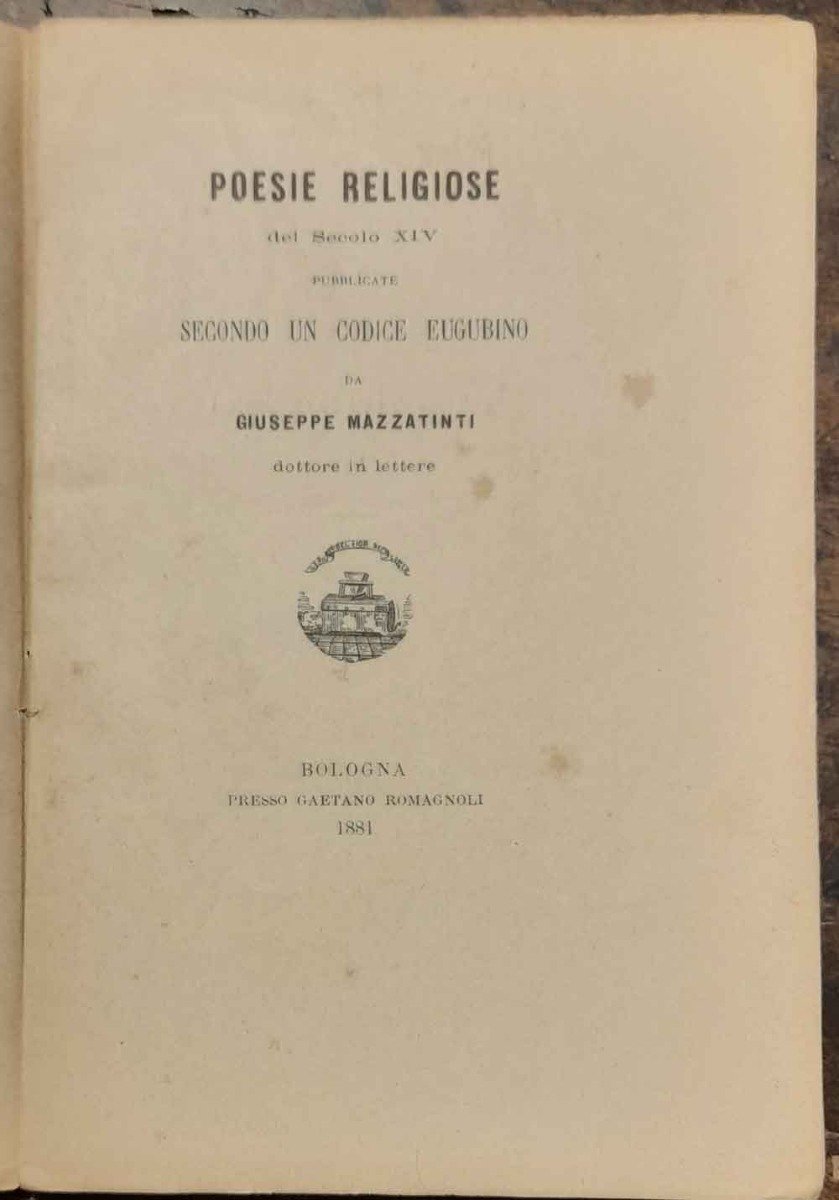 POESIE RELIGIOSE
del Secolo XIV
PUBBLICATE
SECONDO UN CODICE EUGUBINO
DA
GIUSEPPE MAZZATINTI
dottore in lettere
BOLOGNA
PRESSO GAETANO ROMAGNOLI
1881